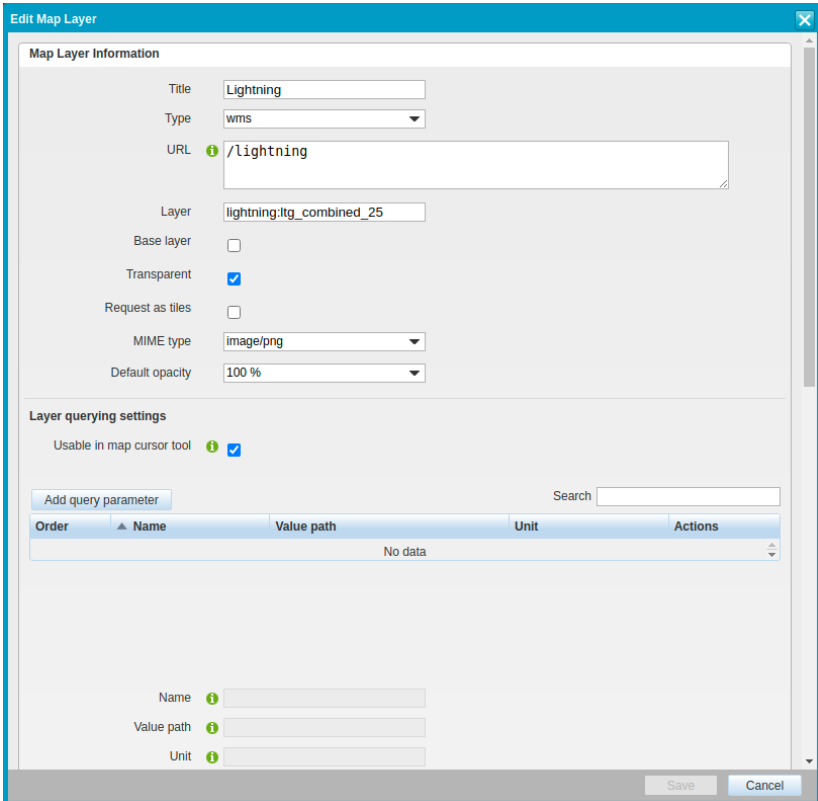 Edit Map Layer
Map Layer Information
Title Lightning
Type wms
URL /lightning
Layer lightning:ltg_combined_25
Base layer
Transparent
Request as tiles
MIME type image/png
Default opacity 100 %
Layer querying settings
Usable in map cursor tool
Add query parameter Search
Order Name Value path Unit Actions
No data
Name
Value path
Unit
Save Cancel